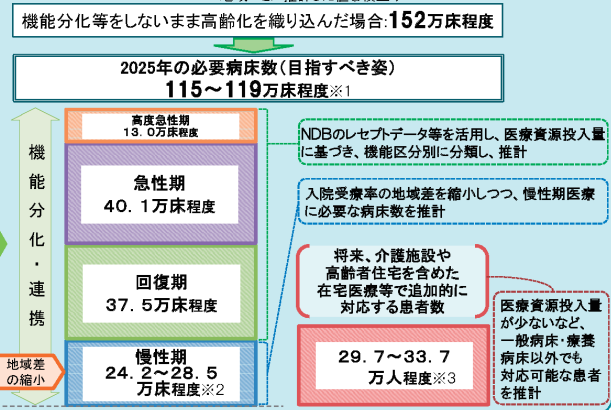 機能分化等をしないまま高齢化を織り込んだ場合:152万床程度
2025年の必要病床数(目指すべき姿)
115～119万床程度※1
機能分化・連携
地域差
の縮小
高度急性期
13.0万床程度
急性期
40.1万床程度
回復期
37.5万床程度
慢性期
24.2～28.5
万床程度※2
NDBのレセプトデータ等を活用し、医療資源投入量
に基づき、機能区分別に分類し、推計
入院受療率の地域差を縮小しつつ、慢性期医療
に必要な病床数を推計
将来、介護施設や
高齢者住宅を含めた
在宅医療等で追加的に
対応する患者数
29.7～33.7
万人程度※3
医療資源投入量
が少ないなど、
一般病床・療養
病床以外でも
対応可能な患者
を推計